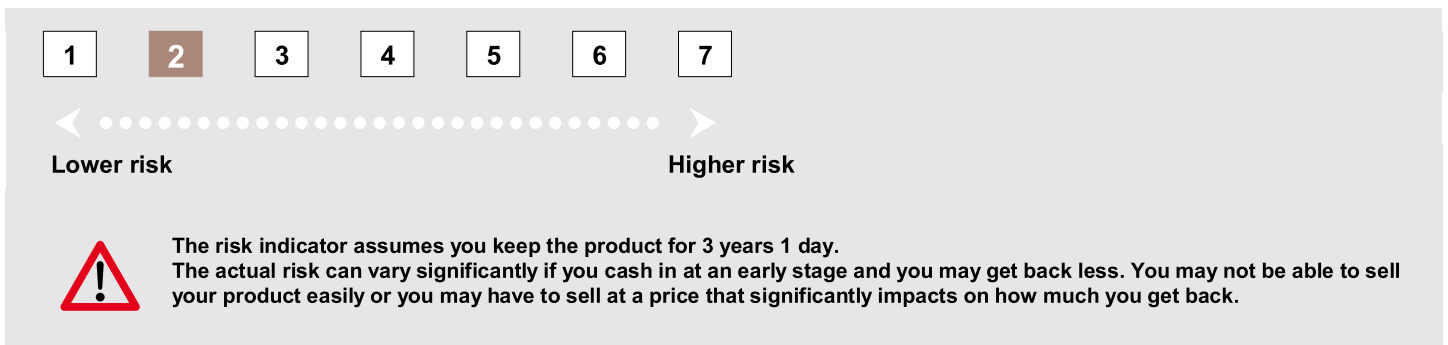 1 2 3 4 5 6 7
Lower risk Higher risk
The risk indicator assumes you keep the product for 3 years 1 day.
The actual risk can vary significantly if you cash in at an early stage and you may get back less. You may not be able to sell
your product easily or you may have to sell at a price that significantly impacts on how much you get back.